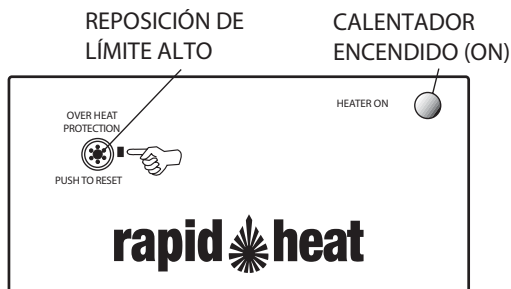 REPOSICIÓN DE
LÍMITE ALTO
CALENTADOR
ENCENDIDO (ON)
OVER HEAT
PROTECTION
PUSH TO RESET
HEATER ON
rapid heat